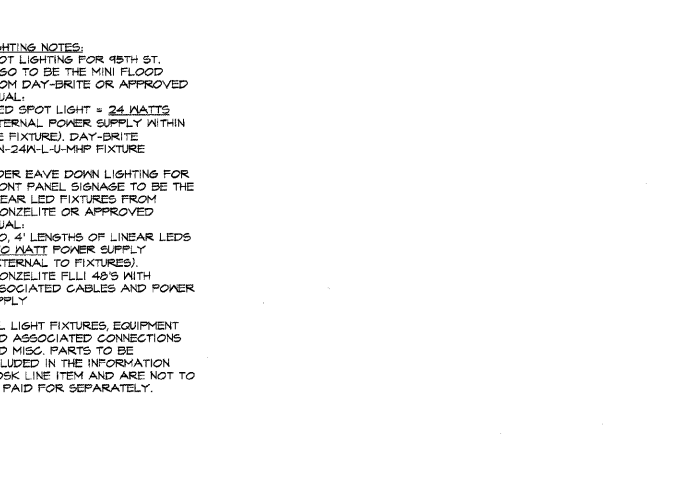 GHTING NOTES:
OT LIGHTING FOR 95TH ST.
GO TO BE THE MINI FLOOD
OM DAY-BRITE OR APPROVED
UAL:
ED SPOT LIGHT = 24 WATTS
TERNAL POWER SUPPLY WITHIN
E FIXTURE). DAY-BRITE
N-24W-L-U-MHP FIXTURE
DER EAVE DOWN LIGHTING FOR
ONT PANEL SIGNAGE TO BE THE
EAR LED FIXTURES FROM
ONZELITE OR APPROVED
UAL:
O, 4' LENGTHS OF LINEAR LEDS
0 WATT POWER SUPPLY
TERNAL TO FIXTURES).
ONZELITE FLLI 48'S WITH
SOCIATED CABLES AND POWER
PPLY
L LIGHT FIXTURES, EQUIPMENT
D ASSOCIATED CONNECTIONS
D MISC. PARTS TO BE
LUDED IN THE INFORMATION
OSK LINE ITEM AND ARE NOT TO
PAID FOR SEPARATELY.